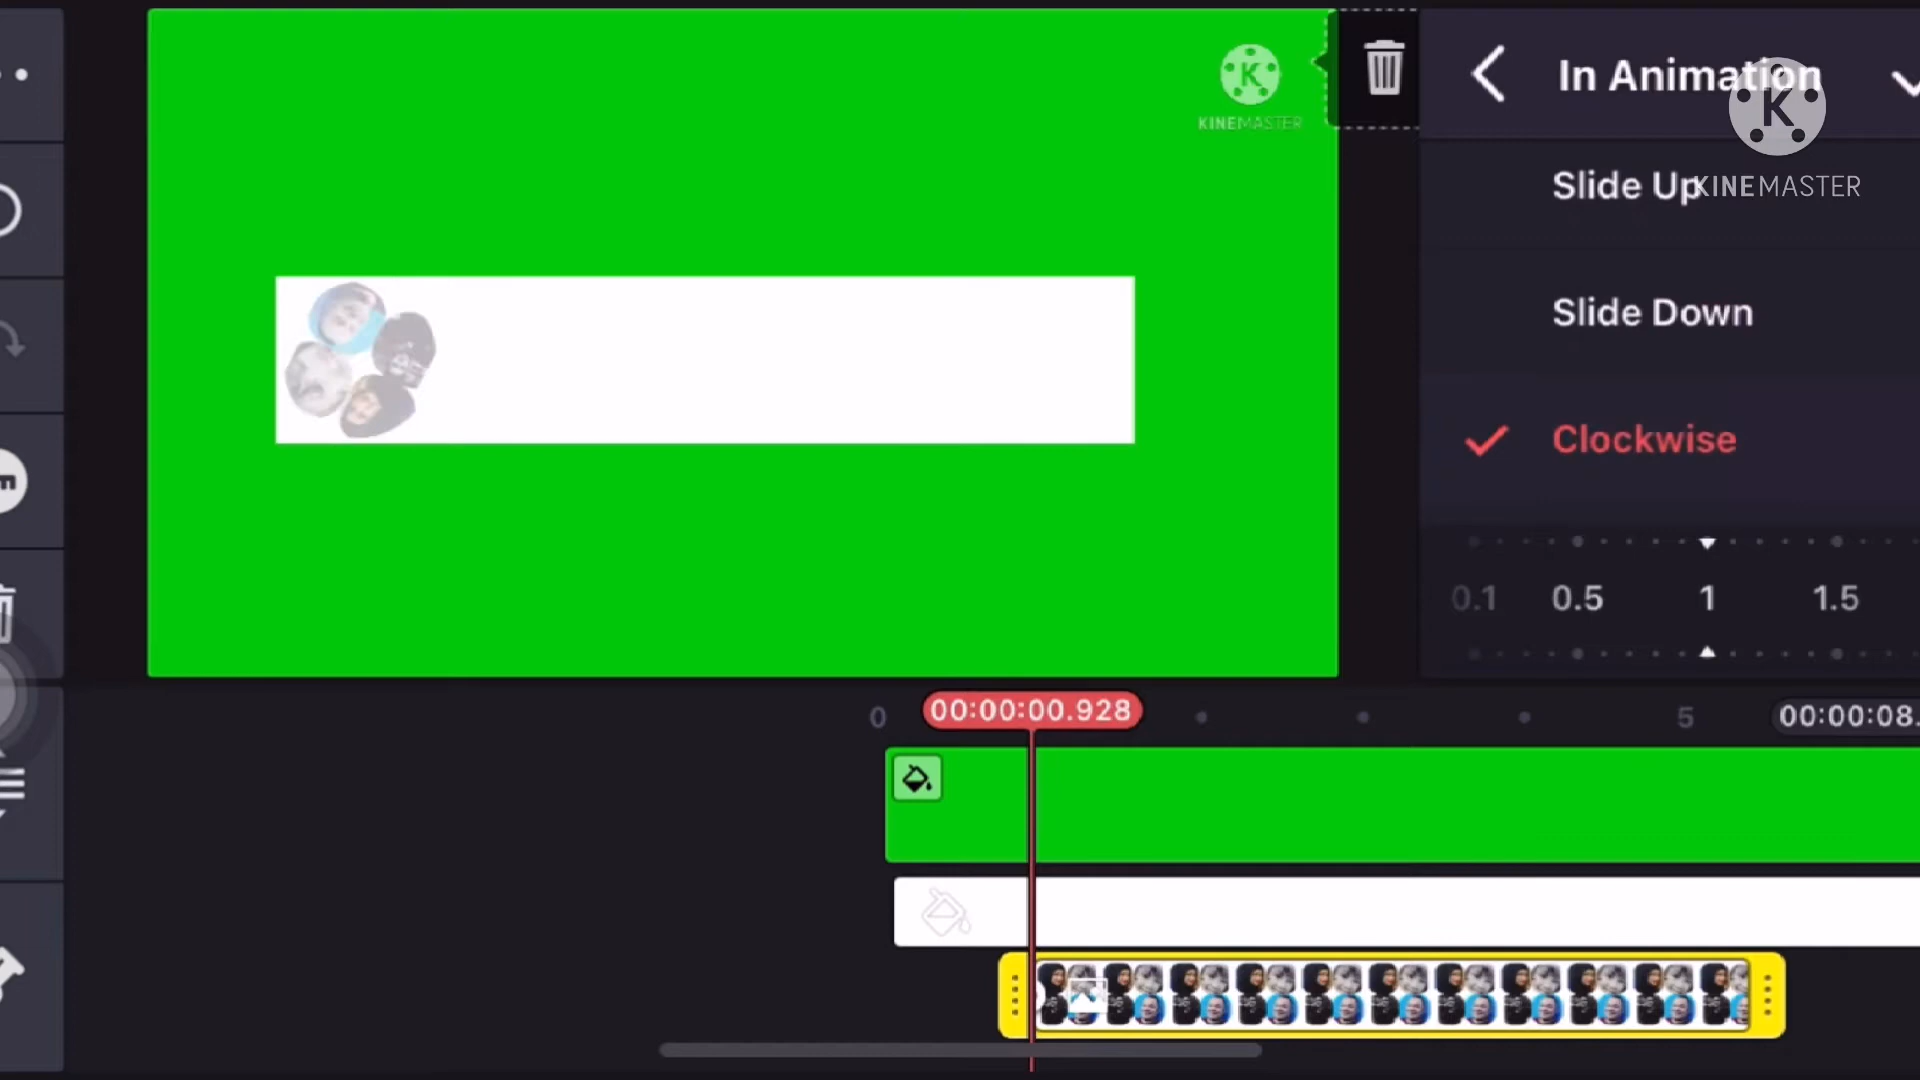 K
KINEMASTER
In Animation
K
KINEMASTER
Slide Up
Slide Down
Clockwise
0.1 0.5 1 1.5
0 00:00:00.928 5 00:00:08.